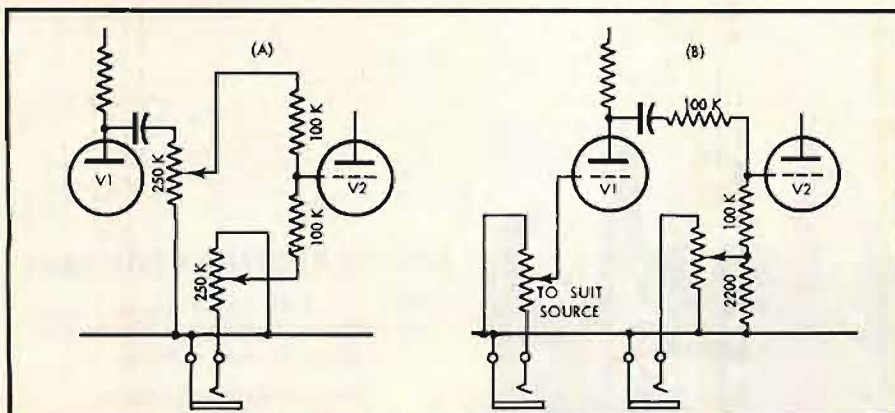 (A)
100 K
250 K
V1
V2
100 K
250 K
(B)
100 K
V1
V2
100 K
2200
TO SUIT
SOURCE